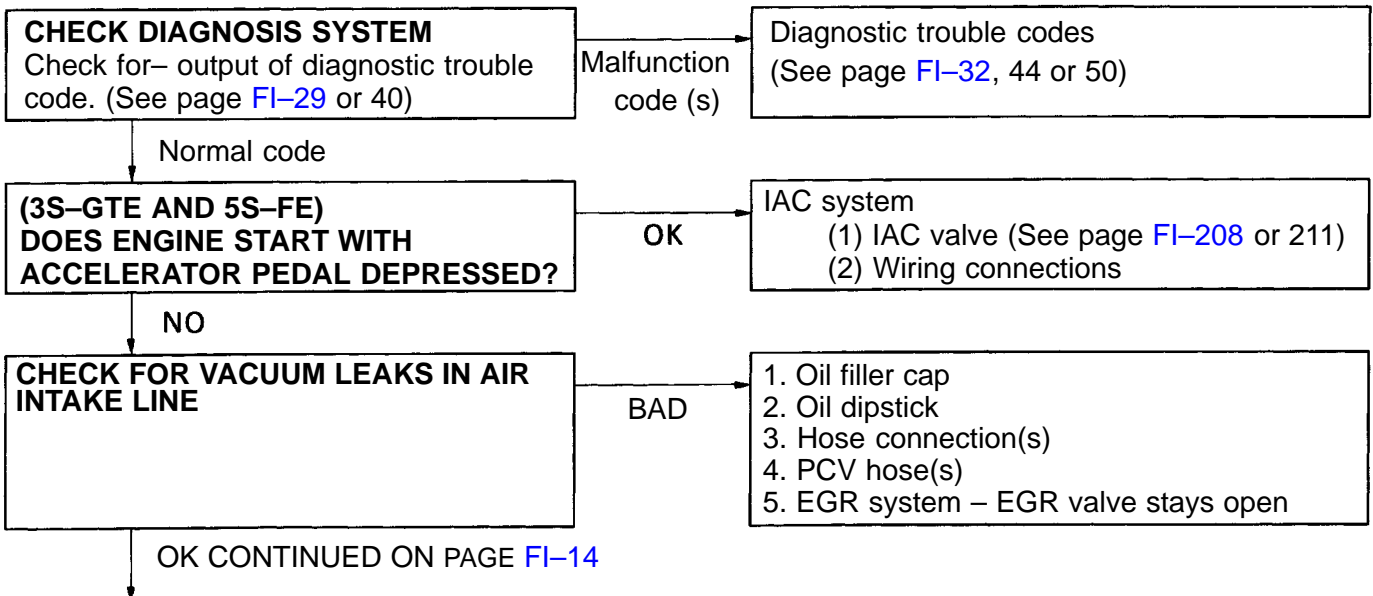 CHECK DIAGNOSIS SYSTEM
Check for– output of diagnostic trouble
code. (See page FI–29 or 40)
Malfunction
code (s)
Diagnostic trouble codes
(See page FI–32, 44 or 50)
Normal code
(3S–GTE AND 5S–FE)
DOES ENGINE START WITH
ACCELERATOR PEDAL DEPRESSED?
OK
IAC system
(1) IAC valve (See page FI–208 or 211)
(2) Wiring connections
NO
CHECK FOR VACUUM LEAKS IN AIR
INTAKE LINE
BAD
1. Oil filler cap
2. Oil dipstick
3. Hose connection(s)
4. PCV hose(s)
5. EGR system – EGR valve stays open
OK CONTINUED ON PAGE FI–14